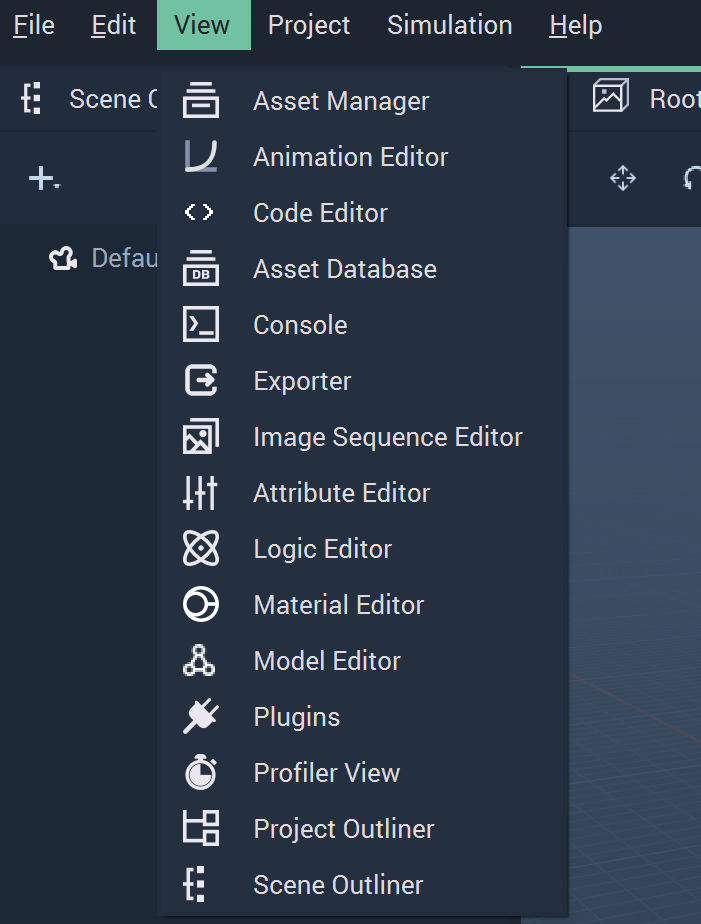 File Edit View Project Simulation Help
Scene
Root
Asset Manager
Animation Editor
Code Editor
Defau
DB
Asset Database
Console
Exporter
Image Sequence Editor
Attribute Editor
Logic Editor
Material Editor
Model Editor
Plugins
Profiler View
Project Outliner
Scene Outliner